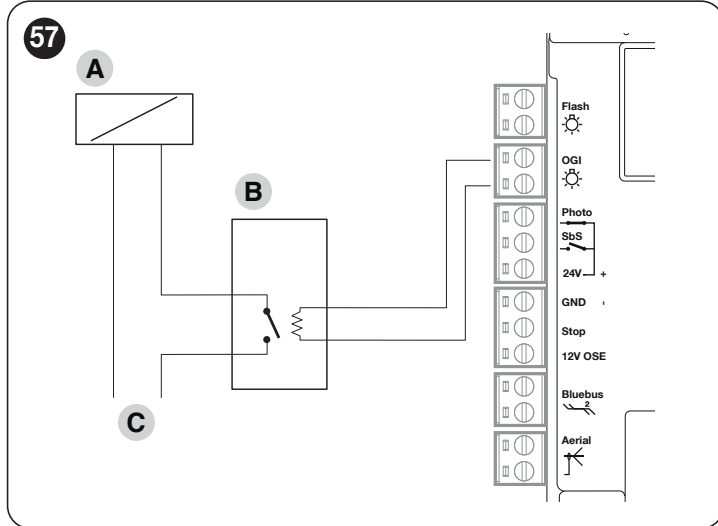 57
A
B
C
Flash
OGI
Photo
SbS
24V +
GND -
Stop
12V OSE
Bluebus
2
Aerial